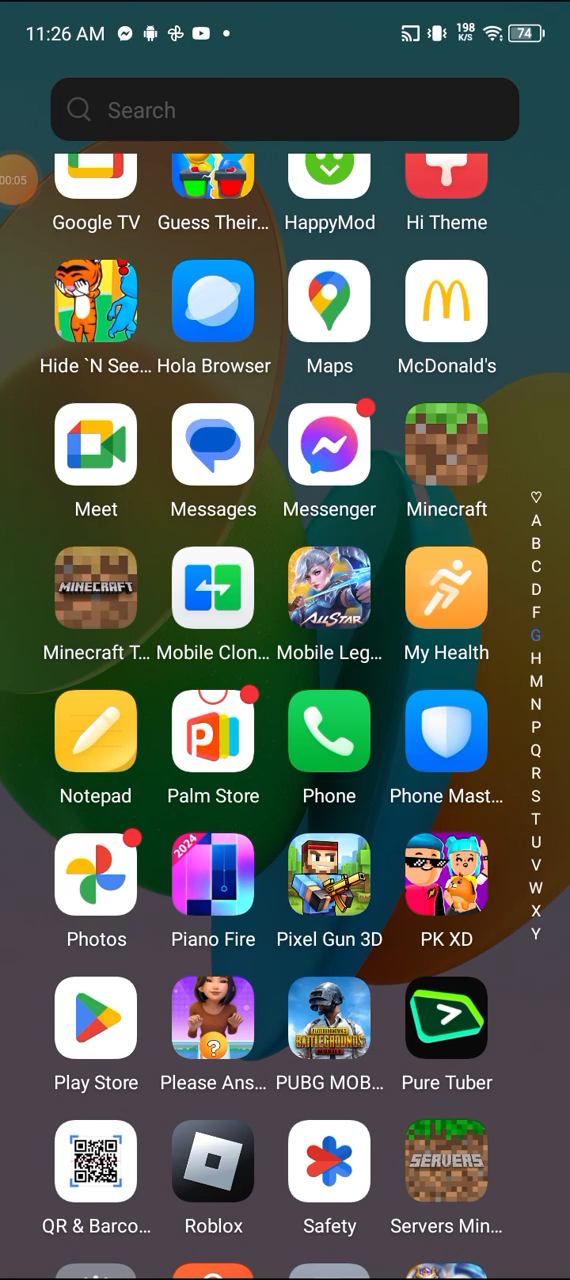 11:26 AM 198 K/S 74
Search
00:05
Google TV Guess Their... HappyMod Hi Theme
Hide `N See... Hola Browser Maps McDonald's
Meet Messages Messenger Minecraft
MINECRAFT ALLSTAR
Minecraft T... Mobile Clon... Mobile Leg... My Health
Notepad Palm Store Phone Phone Mast...
2024
Photos Piano Fire Pixel Gun 3D PK XD
?
BATTLEGROUNDS
Play Store Please Ans... PUBG MOB... Pure Tuber
SERVERS
QR & Barco... Roblox Safety Servers Min...
A
B
C
D
F
G
H
M
N
P
Q
R
S
T
U
V
W
X
Y